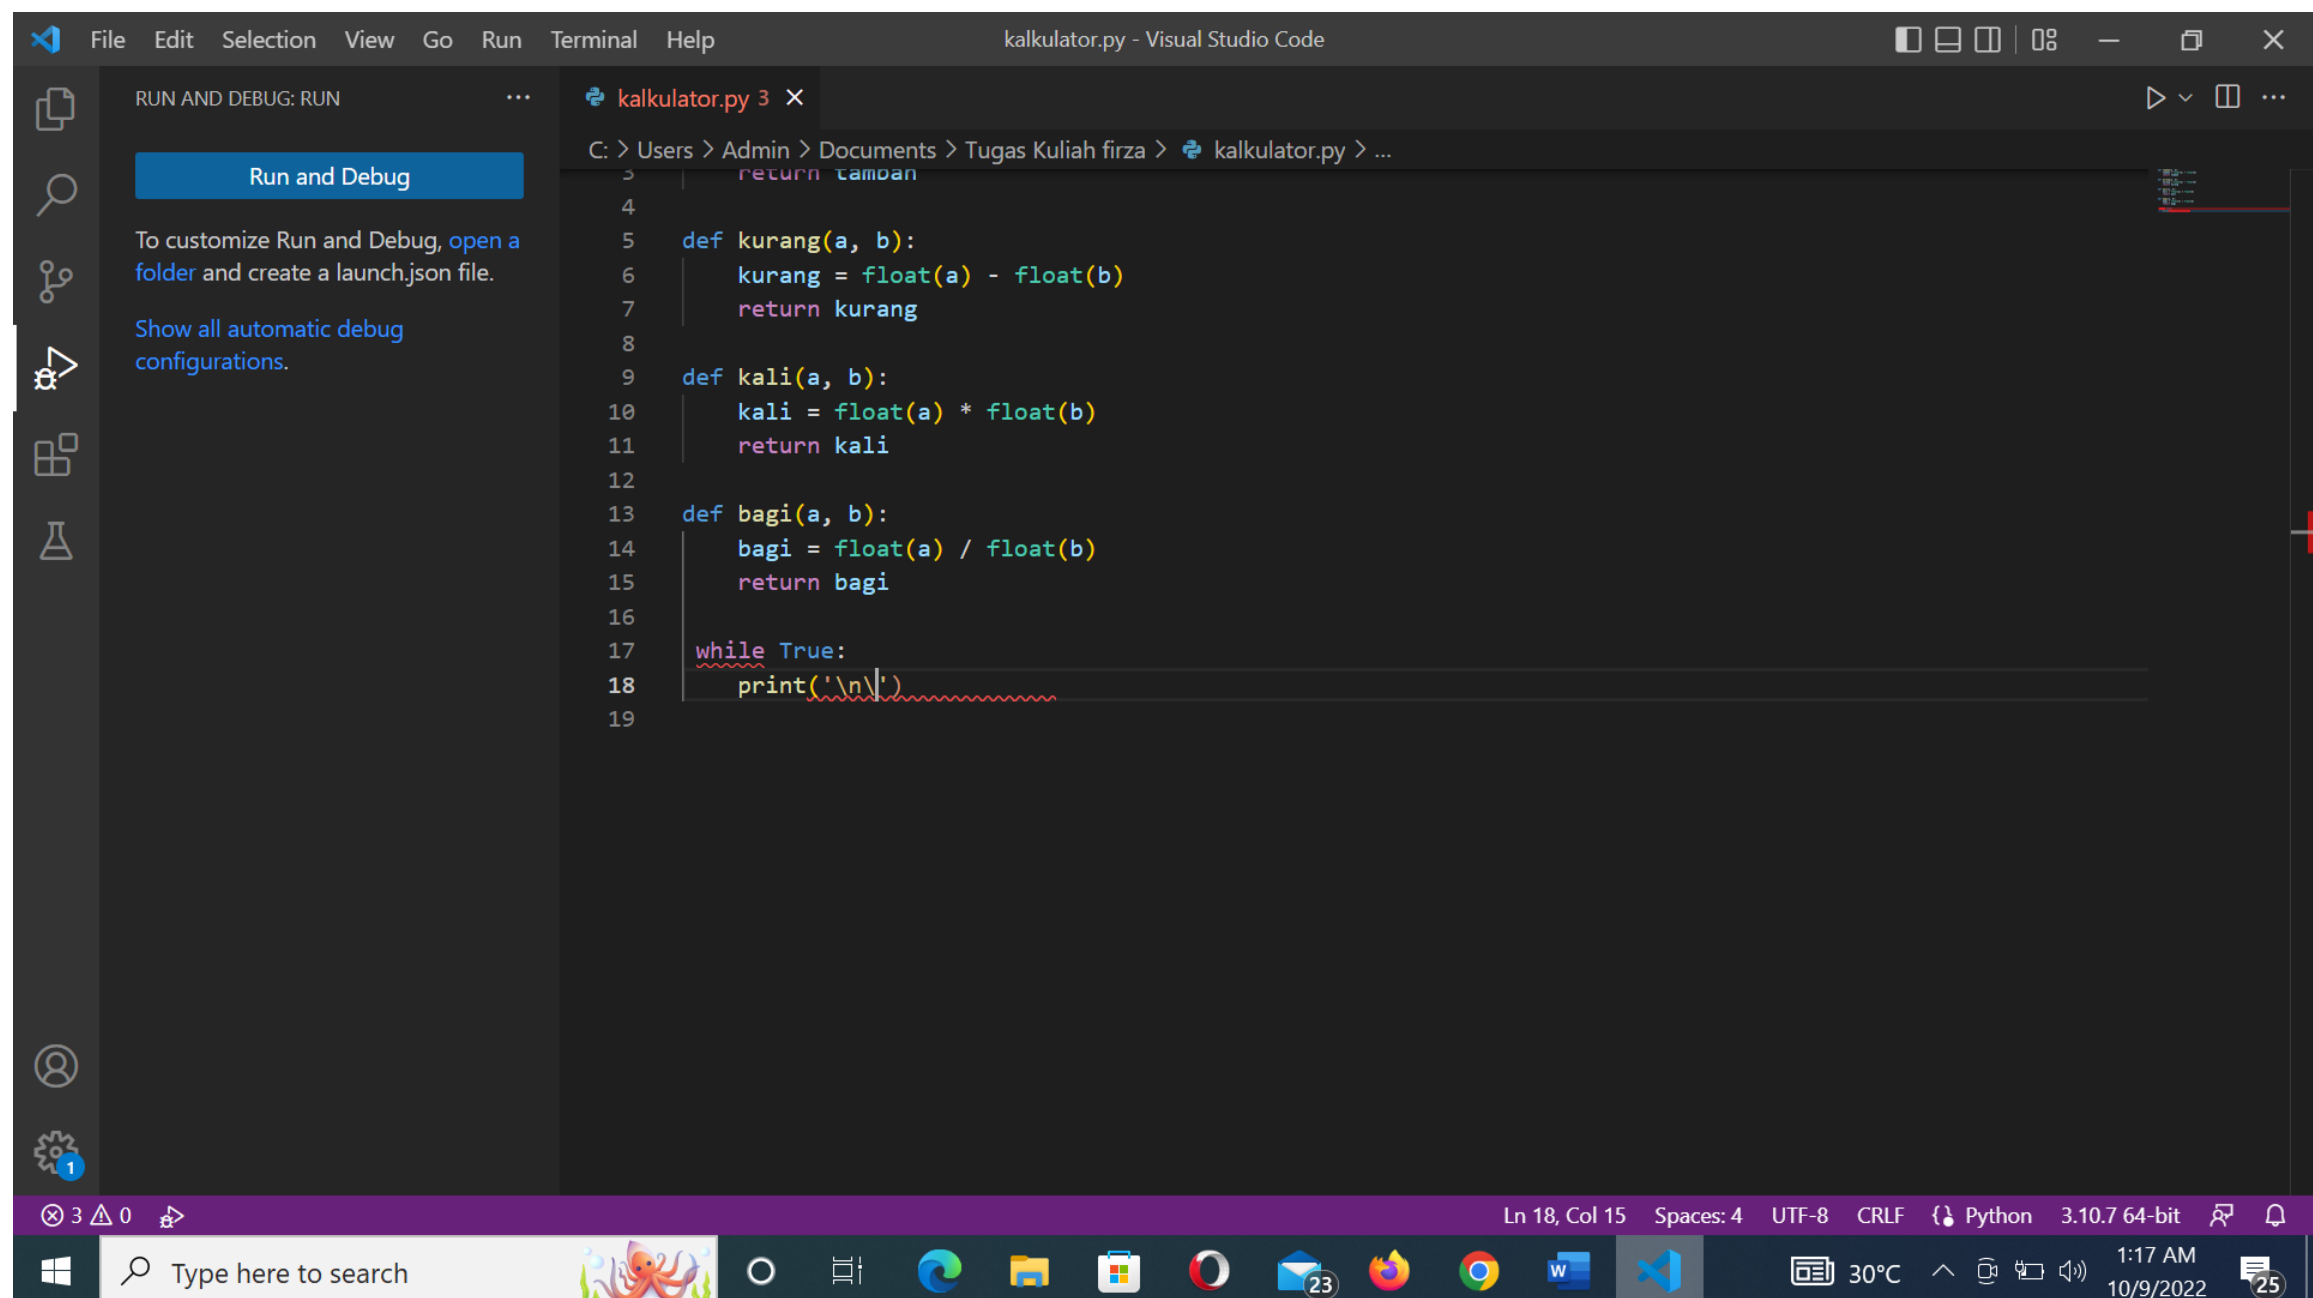 File Edit Selection View Go Run Terminal Help
kalkulator.py - Visual Studio Code
RUN AND DEBUG: RUN
kalkulator.py 3
C: > Users > Admin > Documents > Tugas Kuliah firza > kalkulator.py > ...
Run and Debug
To customize Run and Debug, open a
folder and create a launch.json file.
Show all automatic debug
configurations.
3 return tambah
4
5 def kurang(a, b):
6 kurang = float(a) - float(b)
7 return kurang
8
9 def kali(a, b):
10 kali = float(a) * float(b)
11 return kali
12
13 def bagi(a, b):
14 bagi = float(a) / float(b)
15 return bagi
16
17 while True:
18 print('\n\')
19
1
3 0
Ln 18, Col 15 Spaces: 4 UTF-8 CRLF Python 3.10.7 64-bit
Type here to search
23
W
30°C
1:17 AM
10/9/2022
25